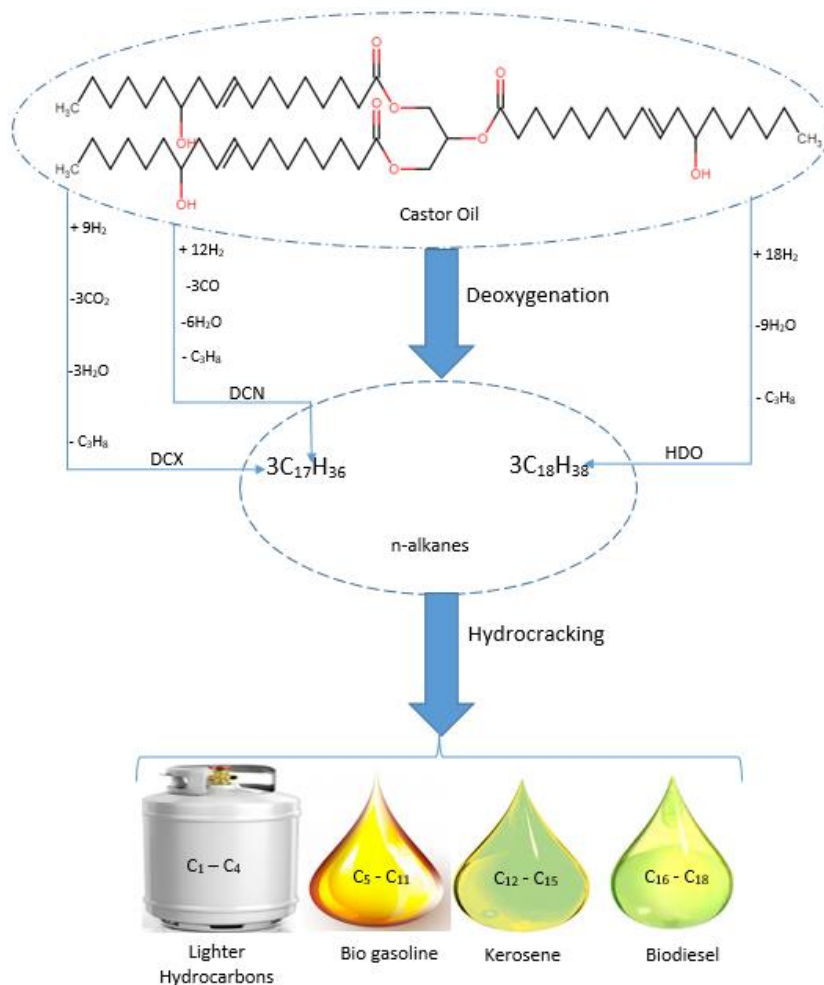 O
O
H₃C
O
O
OH
O
O
H₃C
O
CH₃
OH
OH
Castor Oil
+ 9H₂
-3CO₂
-3H₂O
- C₃H₈
+ 12H₂
-3CO
-6H₂O
- C₃H₈
+ 18H₂
-9H₂O
- C₃H₈
Deoxygenation
DCN
DCX
HDO
3C₁₇H₃₆
3C₁₈H₃₈
n-alkanes
Hydrocracking
C₁ – C₄
C₅ - C₁₁
C₁₂ - C₁₅
C₁₆ - C₁₈
Lighter
Hydrocarbons
Bio gasoline
Kerosene
Biodiesel